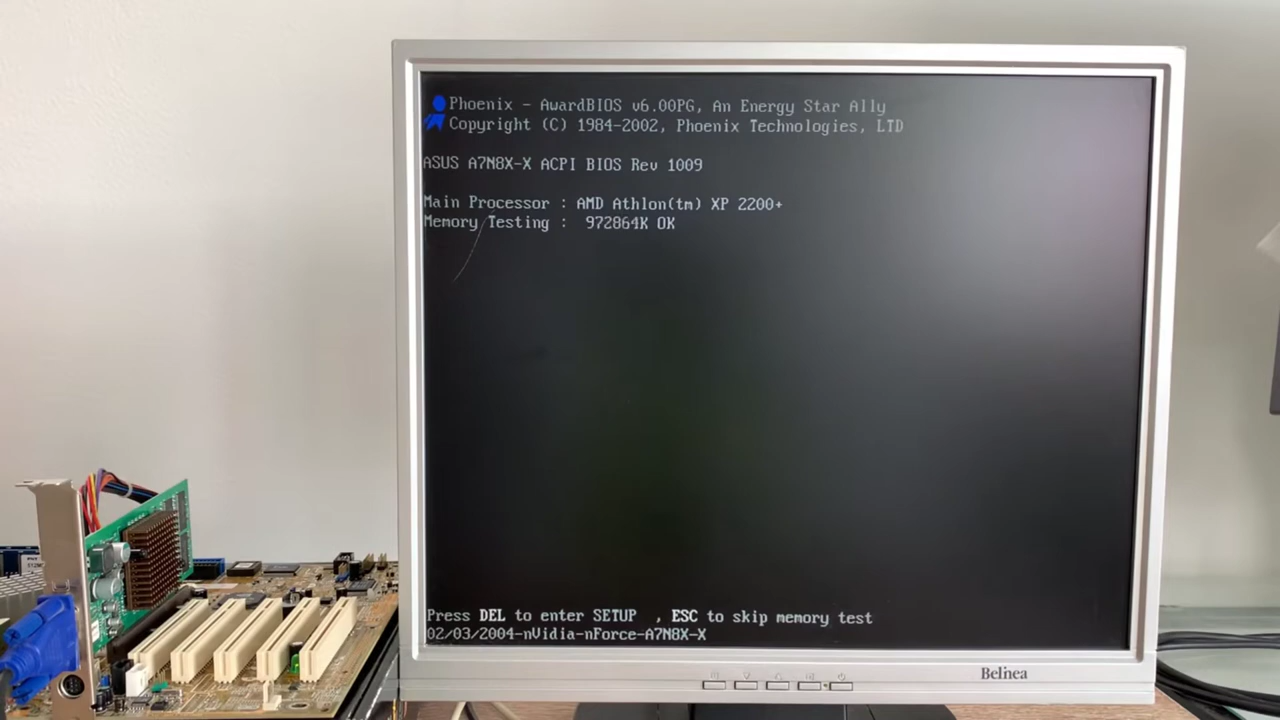 Phoenix - AwardBIOS v6.00PG, An Energy Star Ally
Copyright (C) 1984-2002, Phoenix Technologies, LTD
ASUS A7N8X-X ACPI BIOS Rev 1009
Main Processor : AMD Athlon(tm) XP 2200+
Memory Testing :  972864K OK
Press DEL to enter SETUP  , ESC to skip memory test
02/03/2004-nVidia-nForce-A7N8X-X
Belinea